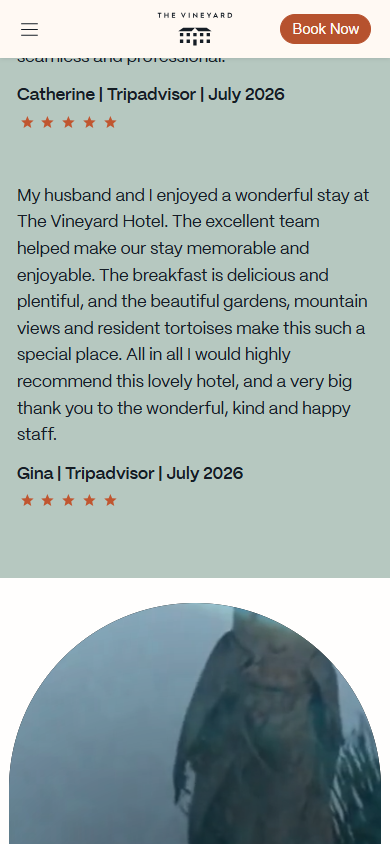 THE VINEYARD
Book Now
seamless and professional.
Catherine | Tripadvisor | July 2026
My husband and I enjoyed a wonderful stay at
The Vineyard Hotel. The excellent team
helped make our stay memorable and
enjoyable. The breakfast is delicious and
plentiful, and the beautiful gardens, mountain
views and resident tortoises make this such a
special place. All in all I would highly
recommend this lovely hotel, and a very big
thank you to the wonderful, kind and happy
staff.
Gina | Tripadvisor | July 2026